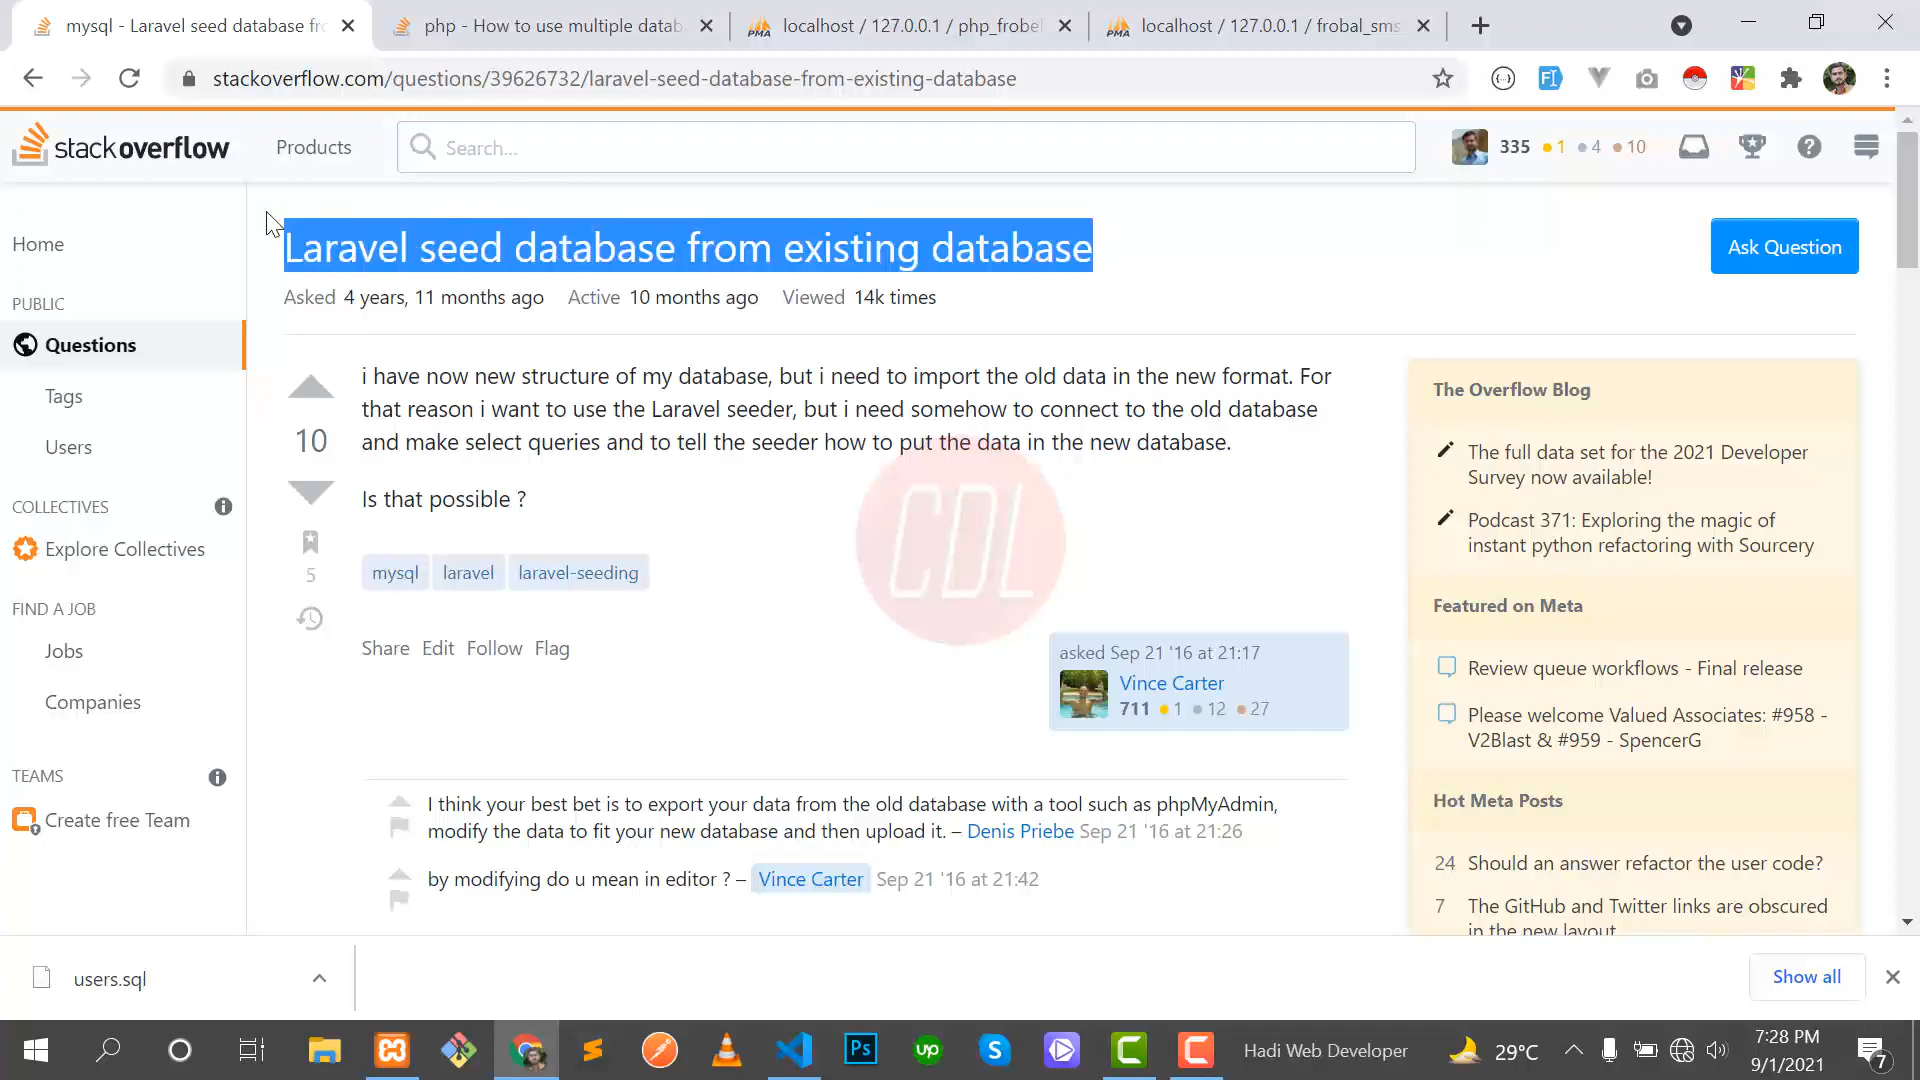 mysql - Laravel seed database fro
php - How to use multiple datab
localhost / 127.0.0.1 / php_frobel
localhost / 127.0.0.1 / frobal_sms
stackoverflow.com/questions/39626732/laravel-seed-database-from-existing-database
stackoverflow
Products
Search...
335 1 4 10
Home
PUBLIC
Questions
Tags
Users
COLLECTIVES
Explore Collectives
FIND A JOB
Jobs
Companies
TEAMS
Create free Team
Laravel seed database from existing database
Ask Question
Asked 4 years, 11 months ago Active 10 months ago Viewed 14k times
10
5
i have now new structure of my database, but i need to import the old data in the new format. For
that reason i want to use the Laravel seeder, but i need somehow to connect to the old database
and make select queries and to tell the seeder how to put the data in the new database.
Is that possible ?
CDL
mysql laravel laravel-seeding
Share Edit Follow Flag
asked Sep 21 '16 at 21:17
Vince Carter
711 1 12 27
I think your best bet is to export your data from the old database with a tool such as phpMyAdmin,
modify the data to fit your new database and then upload it. – Denis Priebe Sep 21 '16 at 21:26
by modifying do u mean in editor ? – Vince Carter Sep 21 '16 at 21:42
The Overflow Blog
The full data set for the 2021 Developer
Survey now available!
Podcast 371: Exploring the magic of
instant python refactoring with Sourcery
Featured on Meta
Review queue workflows - Final release
Please welcome Valued Associates: #958 -
V2Blast & #959 - SpencerG
Hot Meta Posts
24 Should an answer refactor the user code?
7 The GitHub and Twitter links are obscured
in the new layout
users.sql
Show all
Ps
up
S
Hadi Web Developer
29°C
7:28 PM
9/1/2021
7